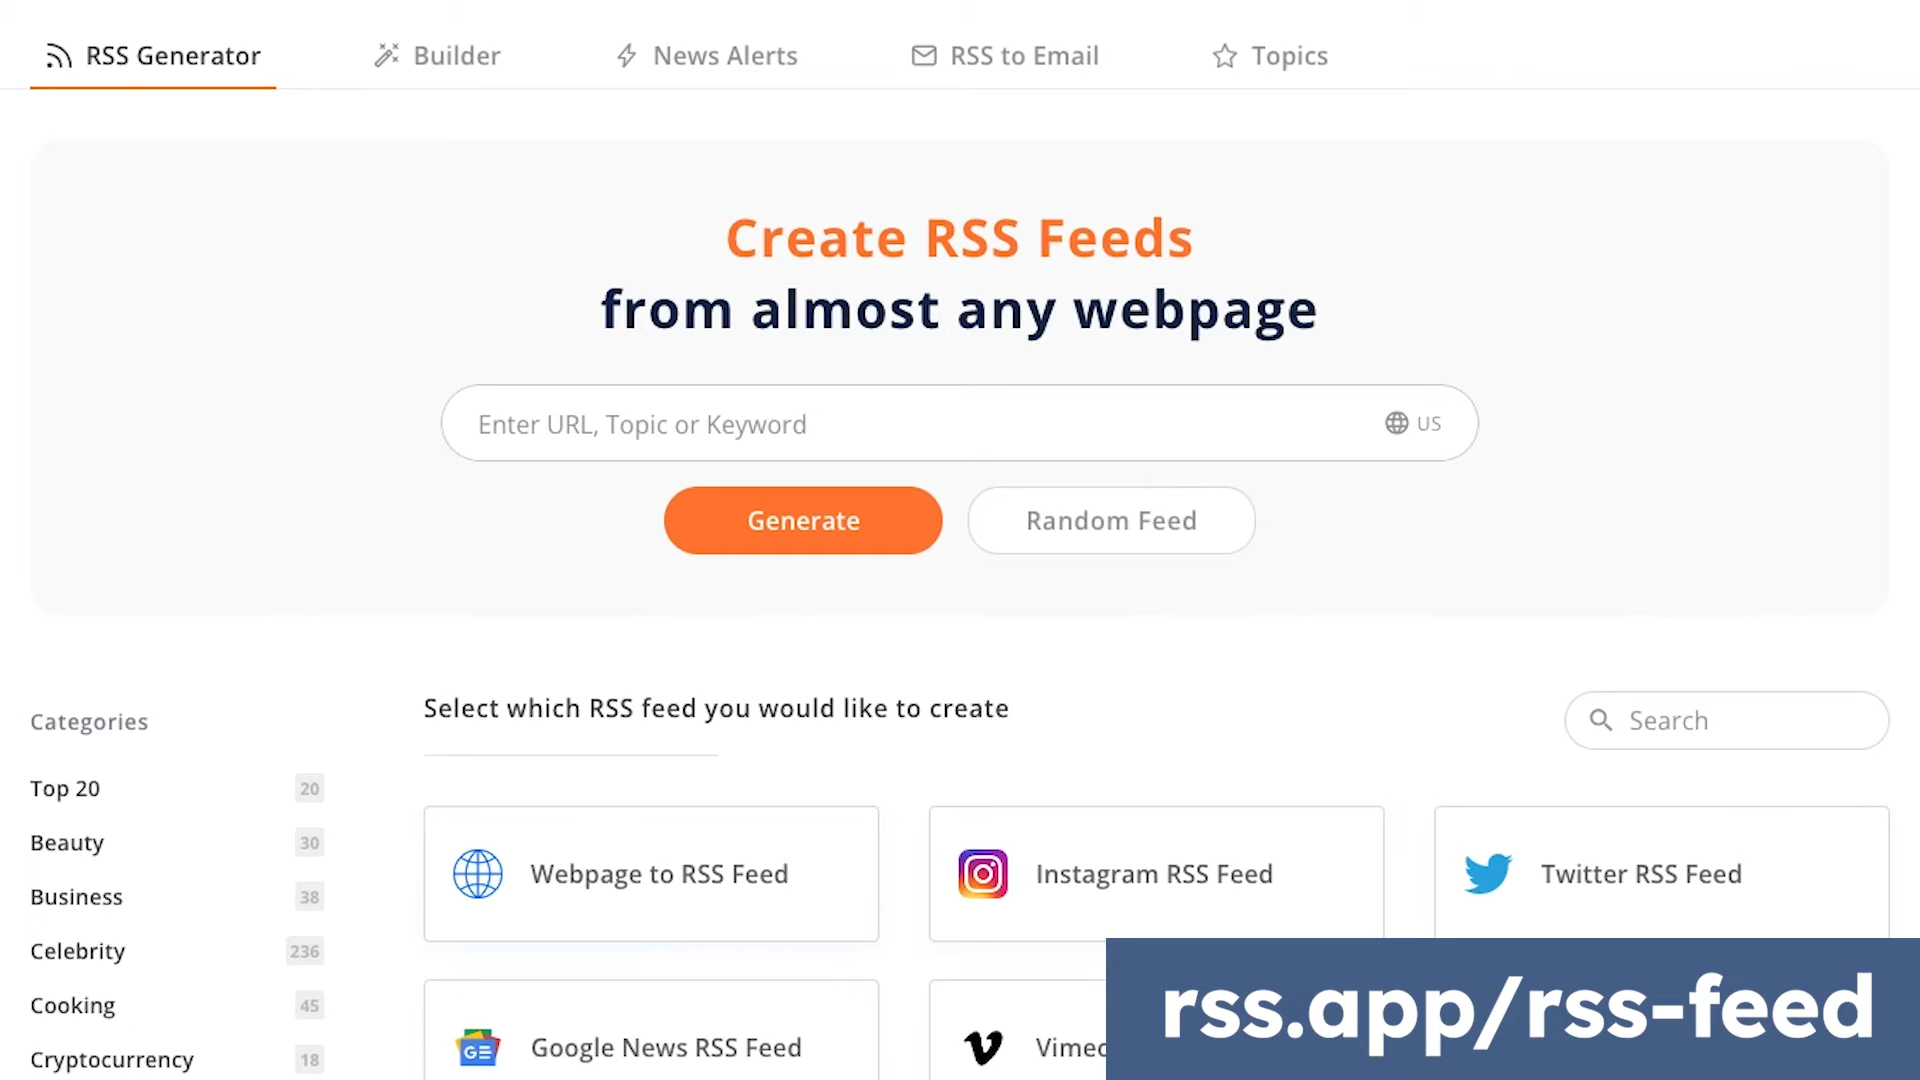 RSS Generator
Builder
News Alerts
RSS to Email
Topics
Create RSS Feeds
from almost any webpage
Enter URL, Topic or Keyword
US
Generate
Random Feed
Categories
Select which RSS feed you would like to create
Search
Top 20 20
Beauty 30
Business 38
Celebrity 236
Cooking 45
Cryptocurrency 18
Webpage to RSS Feed
Instagram RSS Feed
Twitter RSS Feed
GE
Google News RSS Feed
rss.app/rss-feed